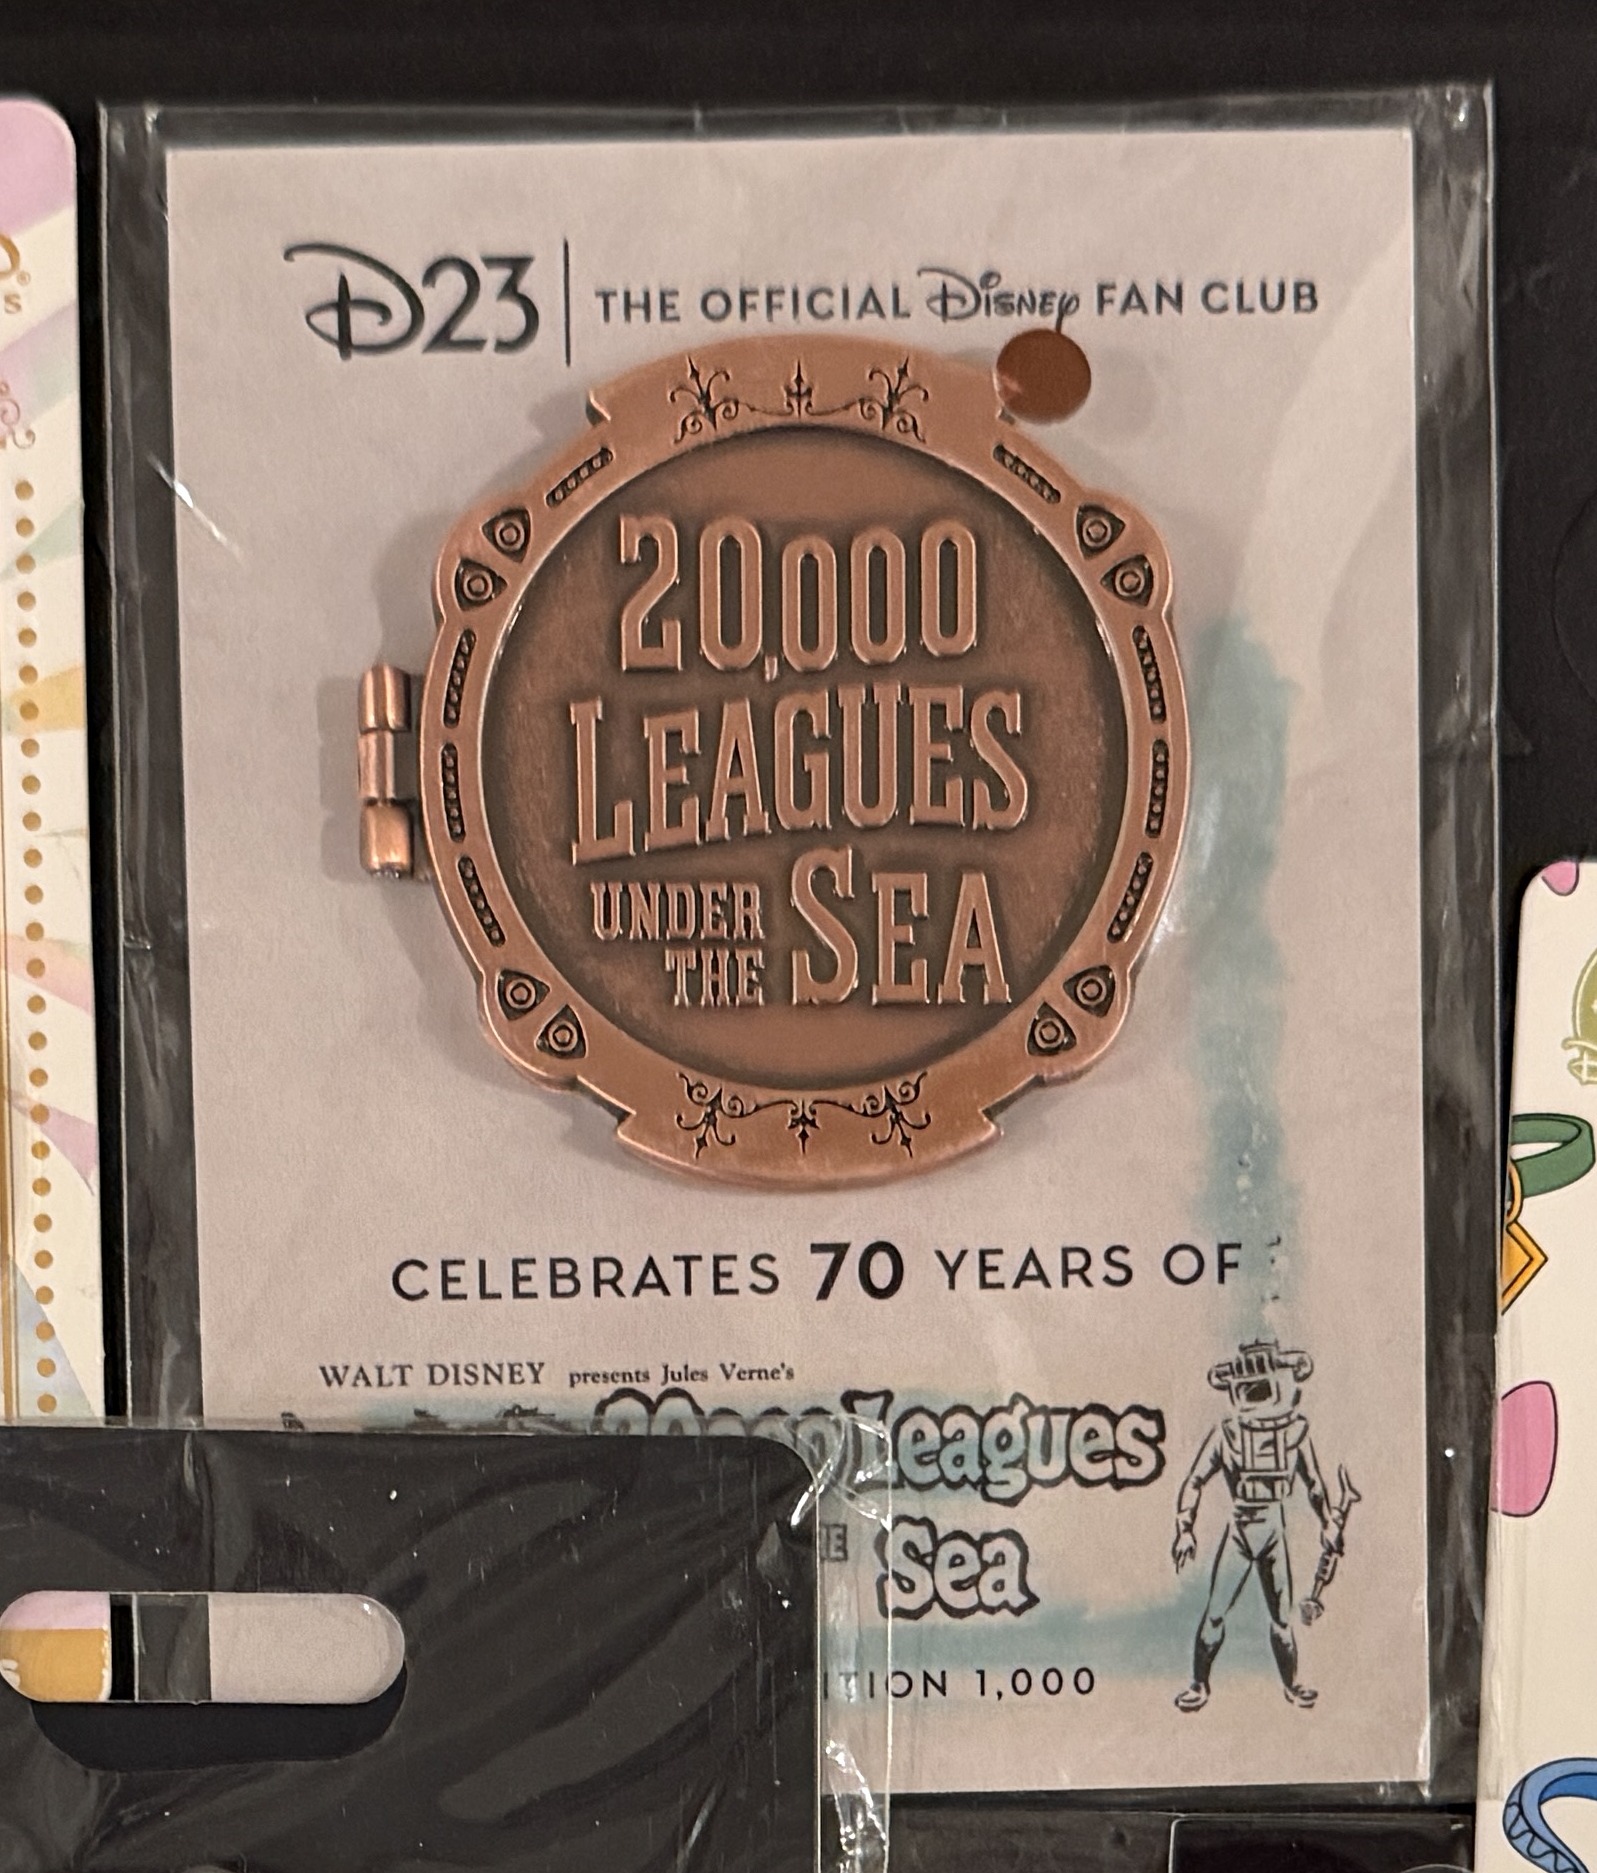 D23 | THE OFFICIAL Disney FAN CLUB
20,000
LEAGUES
UNDER
THE SEA
CELEBRATES 70 YEARS OF
WALT DISNEY presents Jules Verne's
Leagues
Sea
1,000